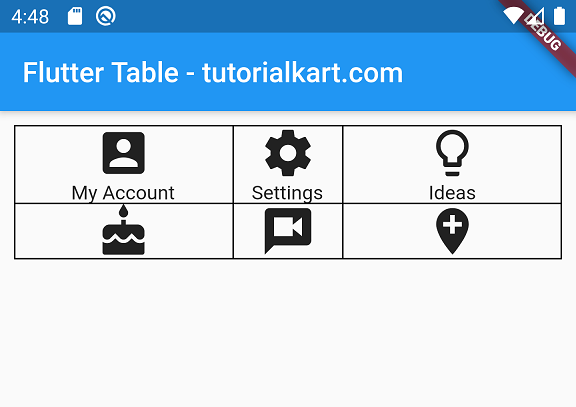 4:48
DEBUG
Flutter Table - tutorialkart.com
My Account Settings Ideas